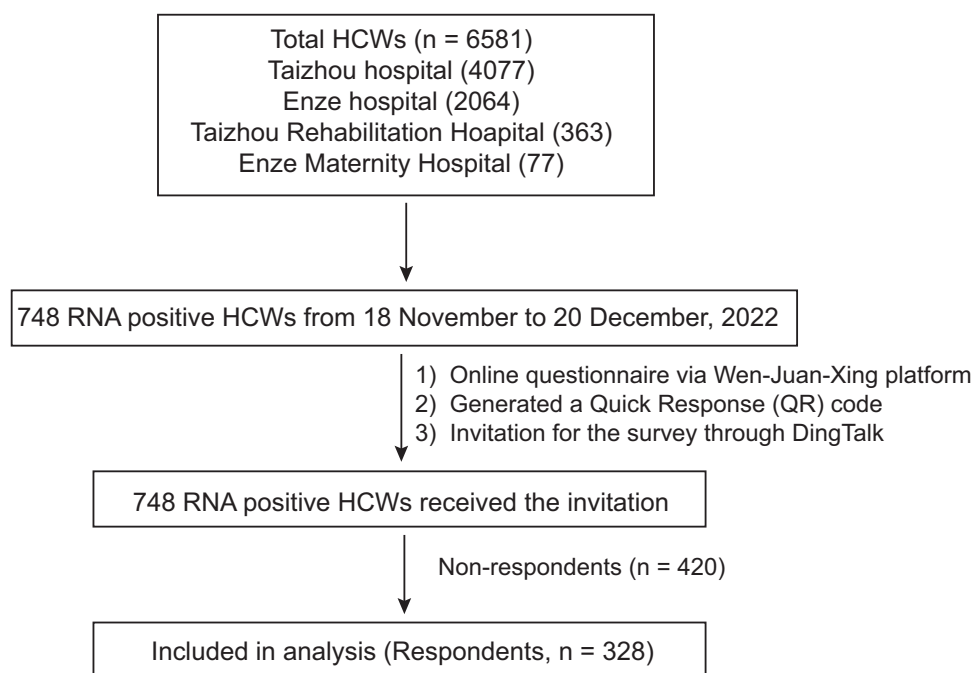 Total HCWs (n = 6581)
Taizhou hospital (4077)
Enze hospital (2064)
Taizhou Rehabilitation Hoapital (363)
Enze Maternity Hospital (77)
748 RNA positive HCWs from 18 November to 20 December, 2022
1) Online questionnaire via Wen-Juan-Xing platform
2) Generated a Quick Response (QR) code
3) Invitation for the survey through DingTalk
748 RNA positive HCWs received the invitation
Non-respondents (n = 420)
Included in analysis (Respondents, n = 328)